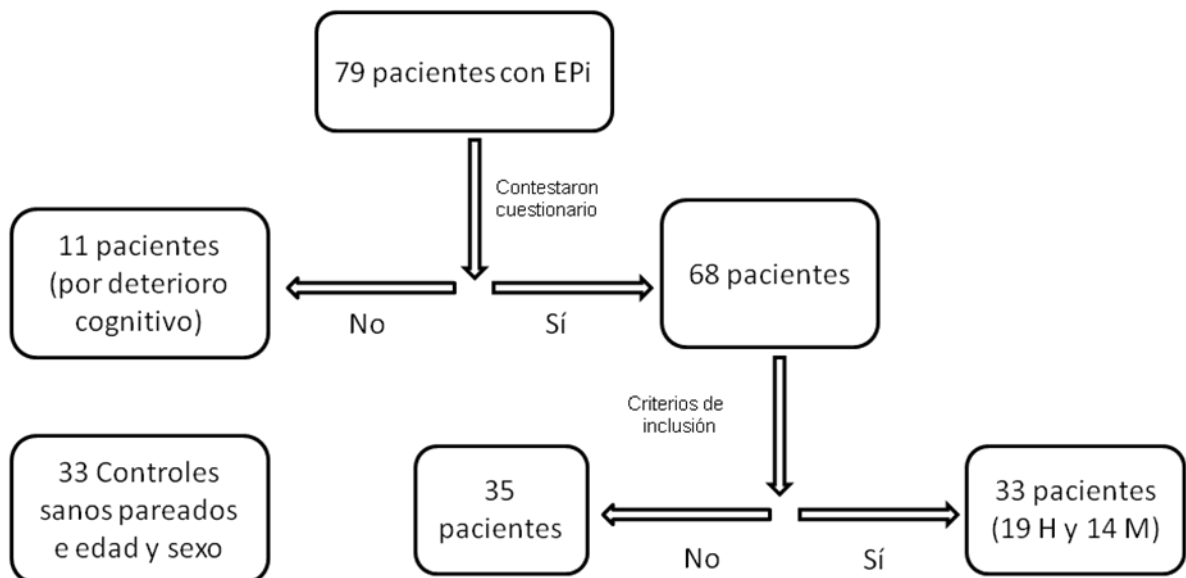 79 pacientes con EPi
Contestaron
cuestionario
11 pacientes
(por deterioro
cognitivo)
No
Sí
68 pacientes
Criterios de
inclusión
33 Controles
sanos pareados
e edad y sexo
35
pacientes
No
Sí
33 pacientes
(19 H y 14 M)